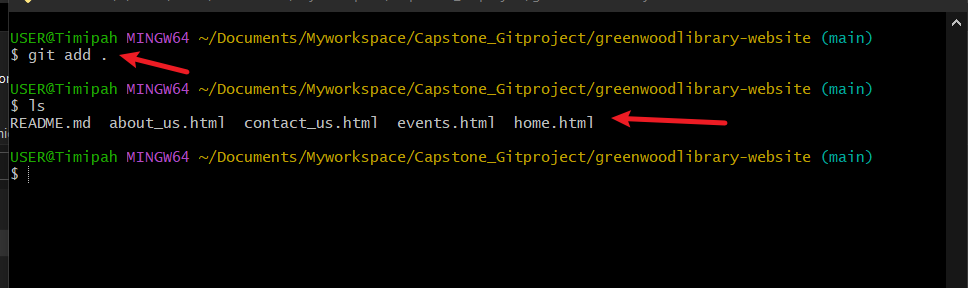 USER@Timipah MINGW64 ~/Documents/Myworkspace/Capstone_Gitproject/greenwoodlibrary-website (main)
$ git add .
USER@Timipah MINGW64 ~/Documents/Myworkspace/Capstone_Gitproject/greenwoodlibrary-website (main)
$ ls
README.md  about_us.html  contact_us.html  events.html  home.html
USER@Timipah MINGW64 ~/Documents/Myworkspace/Capstone_Gitproject/greenwoodlibrary-website (main)
$